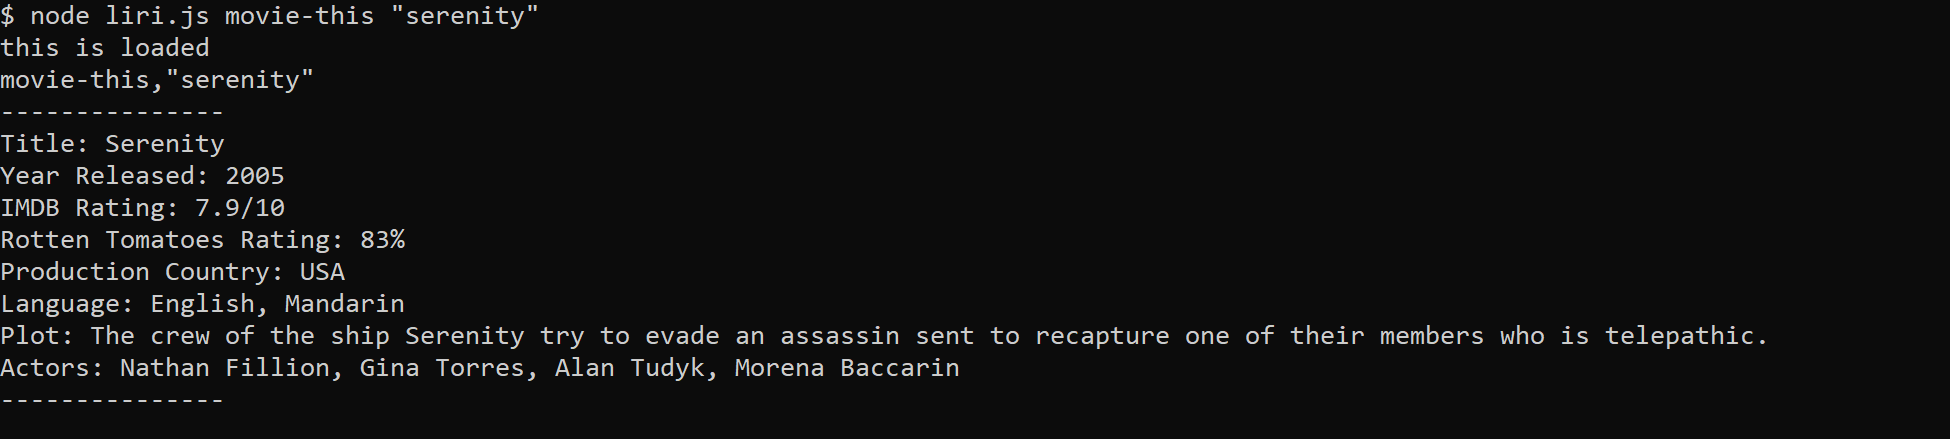 $ node liri.js movie-this "serenity"
this is loaded
movie-this,"serenity"
---------------
Title: Serenity
Year Released: 2005
IMDB Rating: 7.9/10
Rotten Tomatoes Rating: 83%
Production Country: USA
Language: English, Mandarin
Plot: The crew of the ship Serenity try to evade an assassin sent to recapture one of their members who is telepathic.
Actors: Nathan Fillion, Gina Torres, Alan Tudyk, Morena Baccarin
---------------